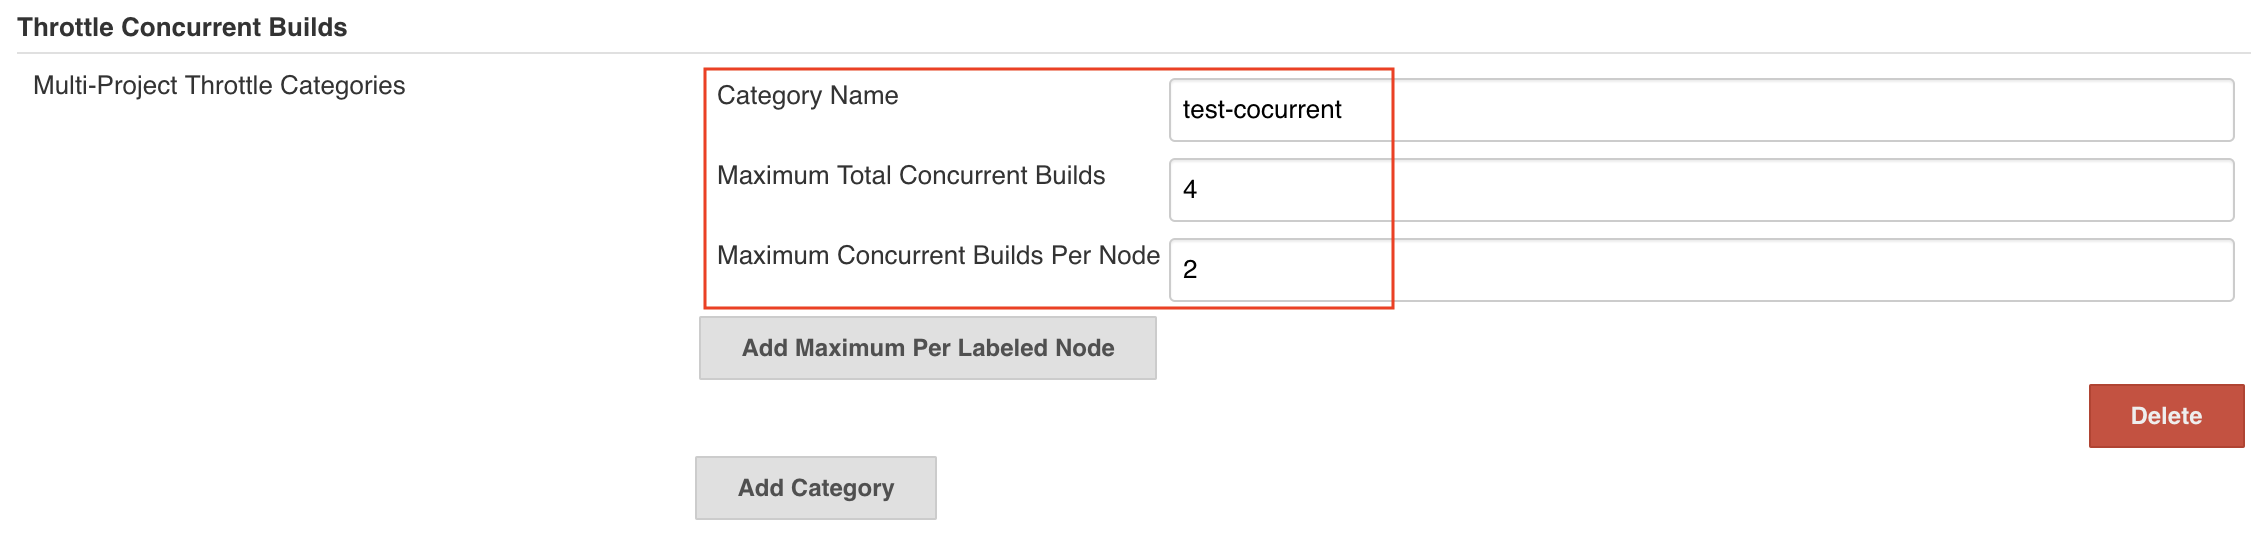 Throttle Concurrent Builds
Multi-Project Throttle Categories
Category Name
test-cocurrent
Maximum Total Concurrent Builds
4
Maximum Concurrent Builds Per Node
2
Add Maximum Per Labeled Node
Delete
Add Category